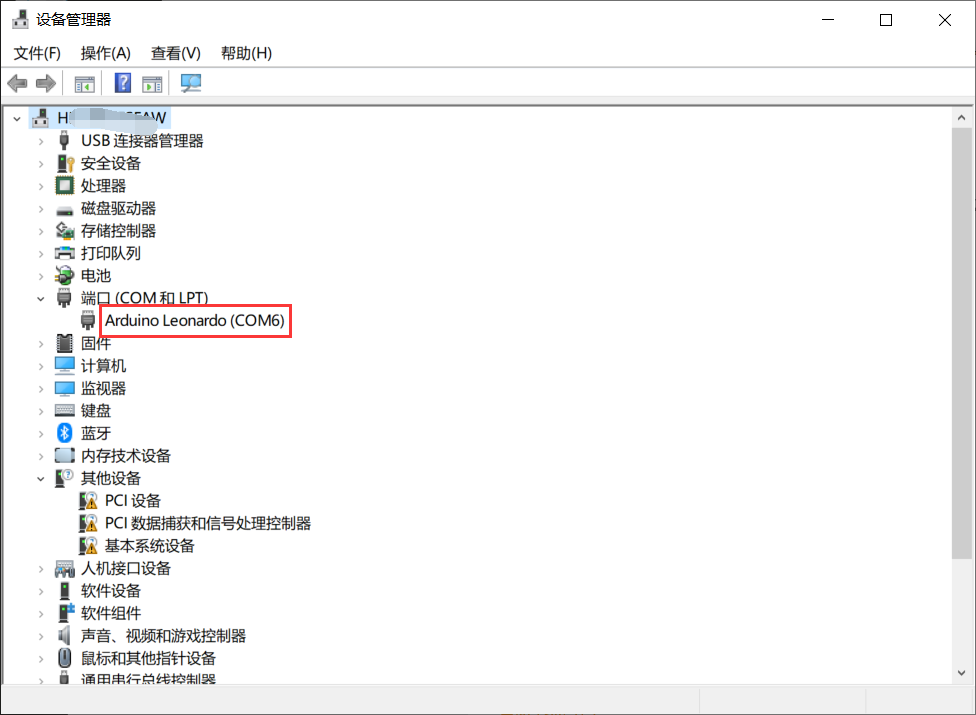 设备管理器
文件(F) 操作(A) 查看(V) 帮助(H)
USB 连接器管理器
安全设备
处理器
磁盘驱动器
存储控制器
打印队列
电池
端口 (COM 和 LPT)
Arduino Leonardo (COM6)
固件
计算机
监视器
键盘
蓝牙
内存技术设备
其他设备
PCI 设备
PCI 数据捕获和信号处理控制器
基本系统设备
人机接口设备
软件设备
软件组件
声音、视频和游戏控制器
鼠标和其他指针设备
通用串行总线控制器